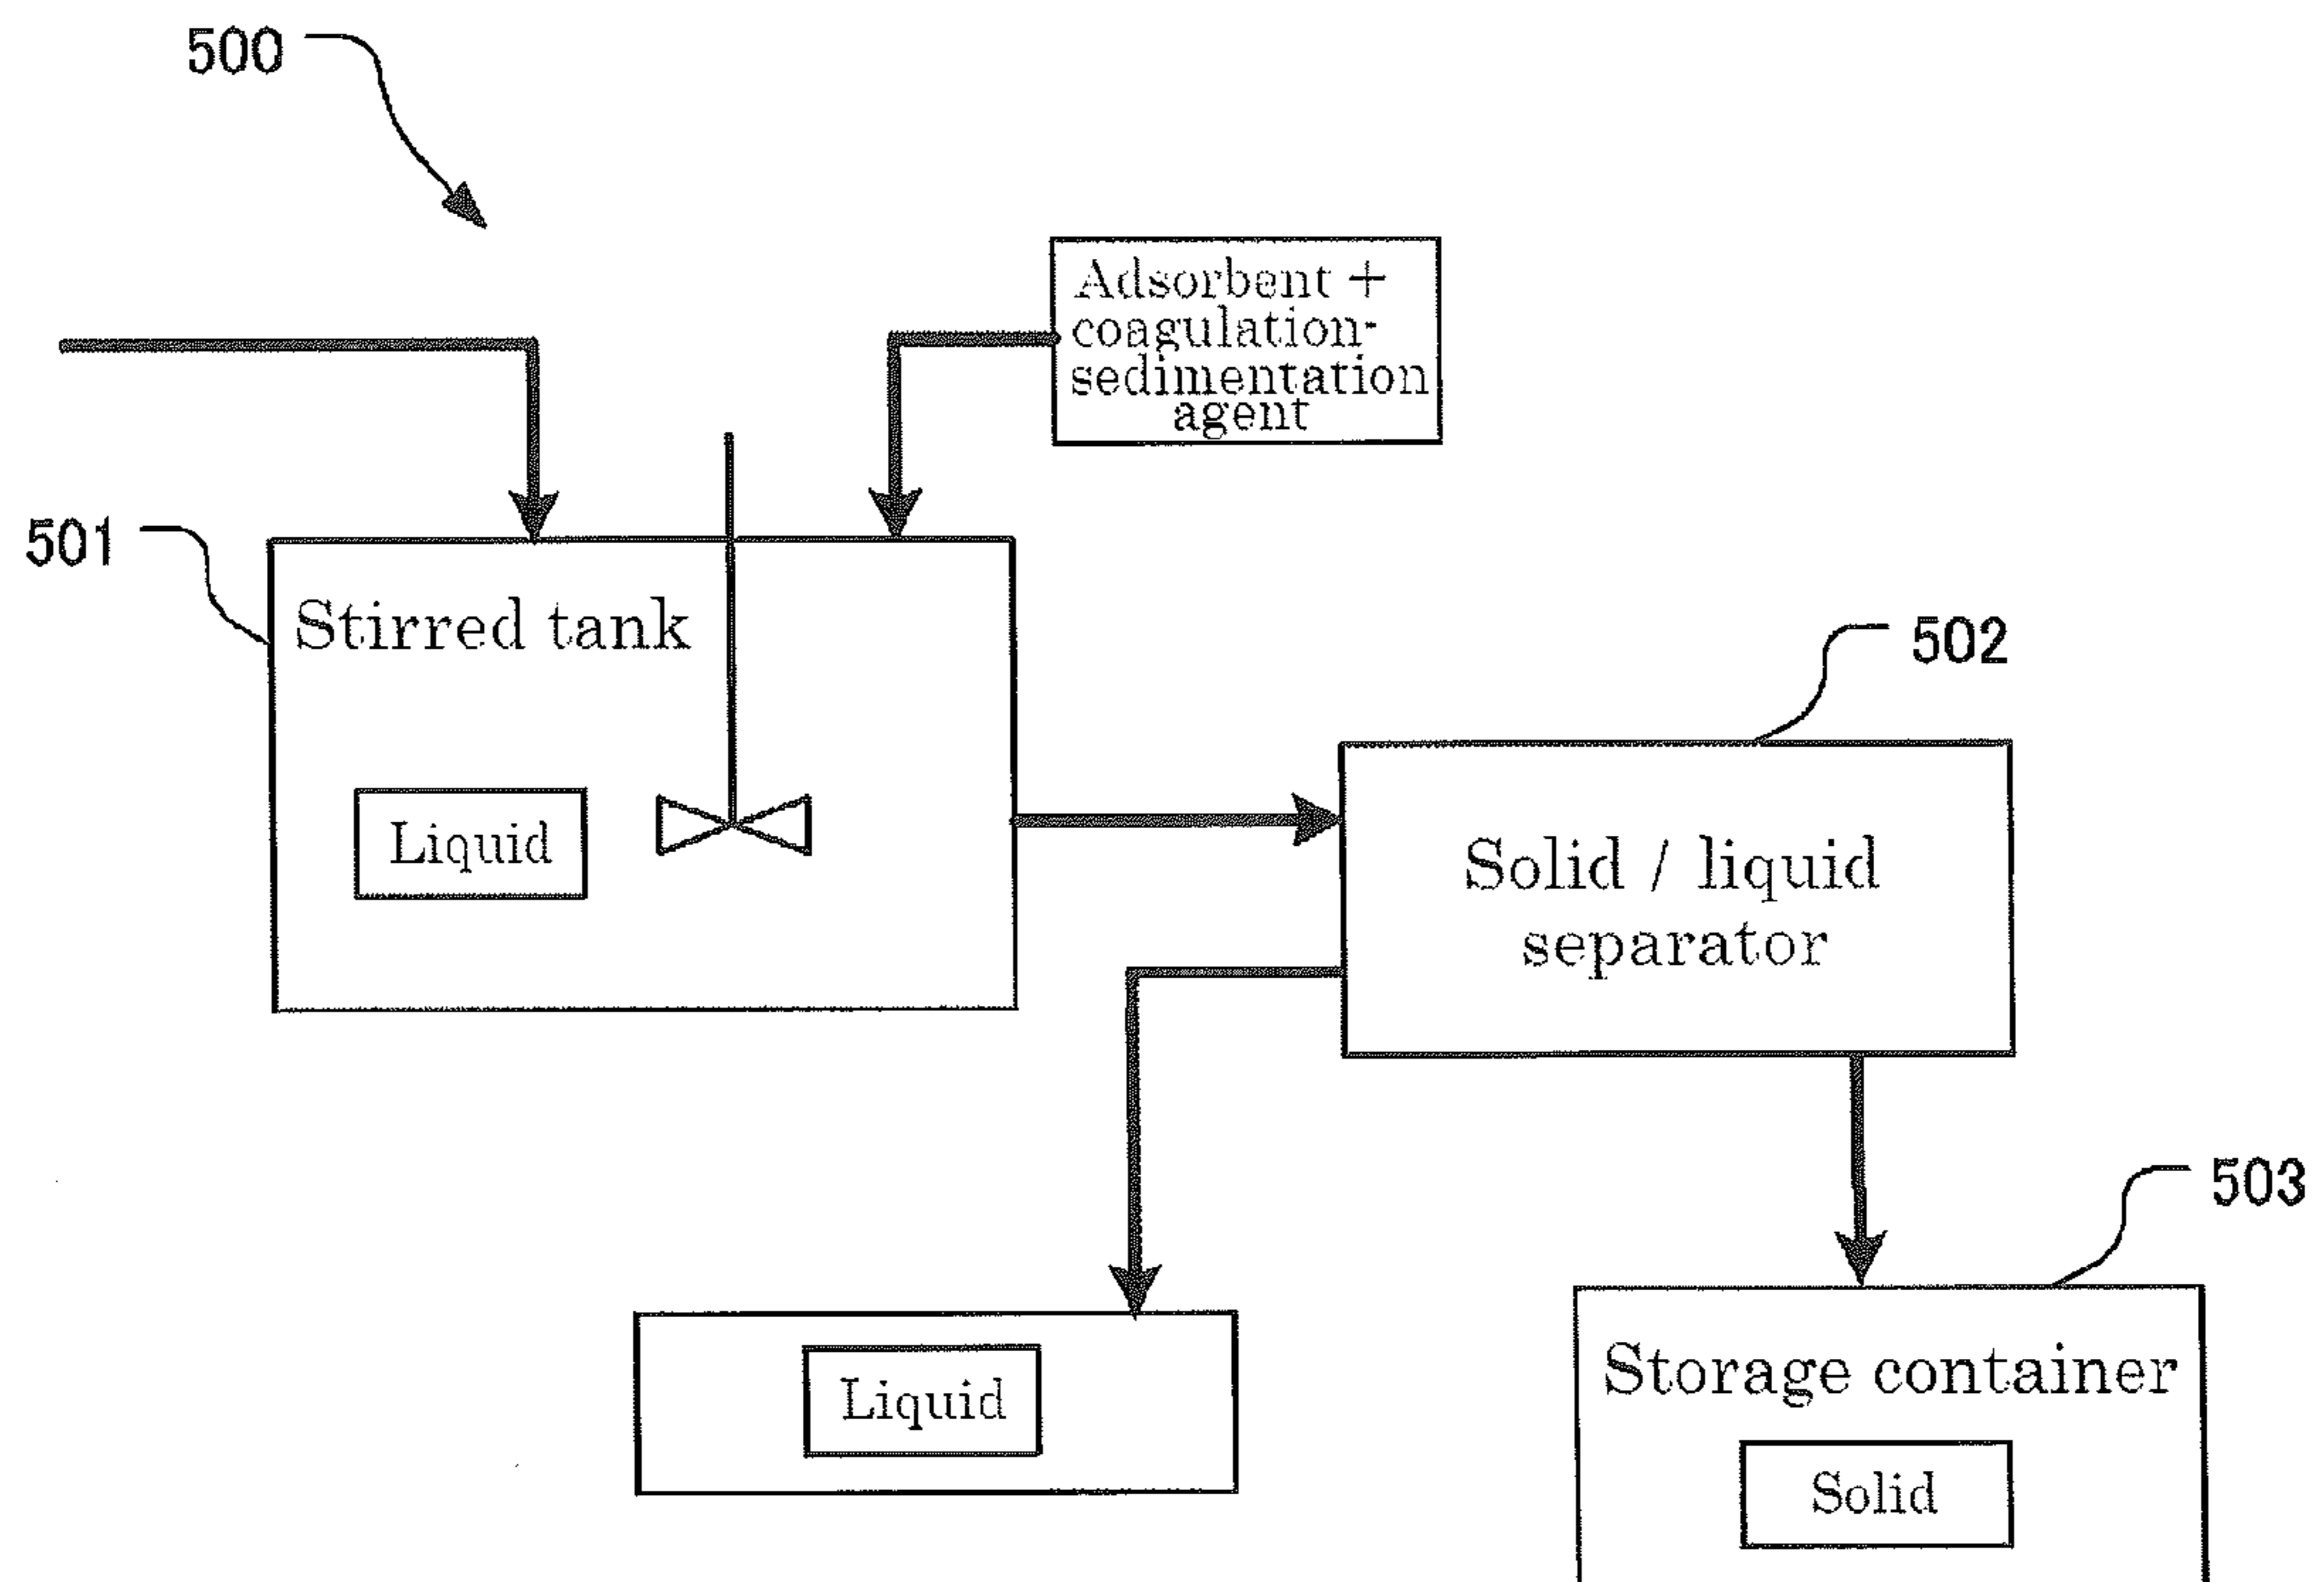 500
Adsorbent +
coagulation-
sedimentation
agent
501
Stirred tank
502
Liquid
Solid / liquid
separator
503
Storage container
Liquid
Solid